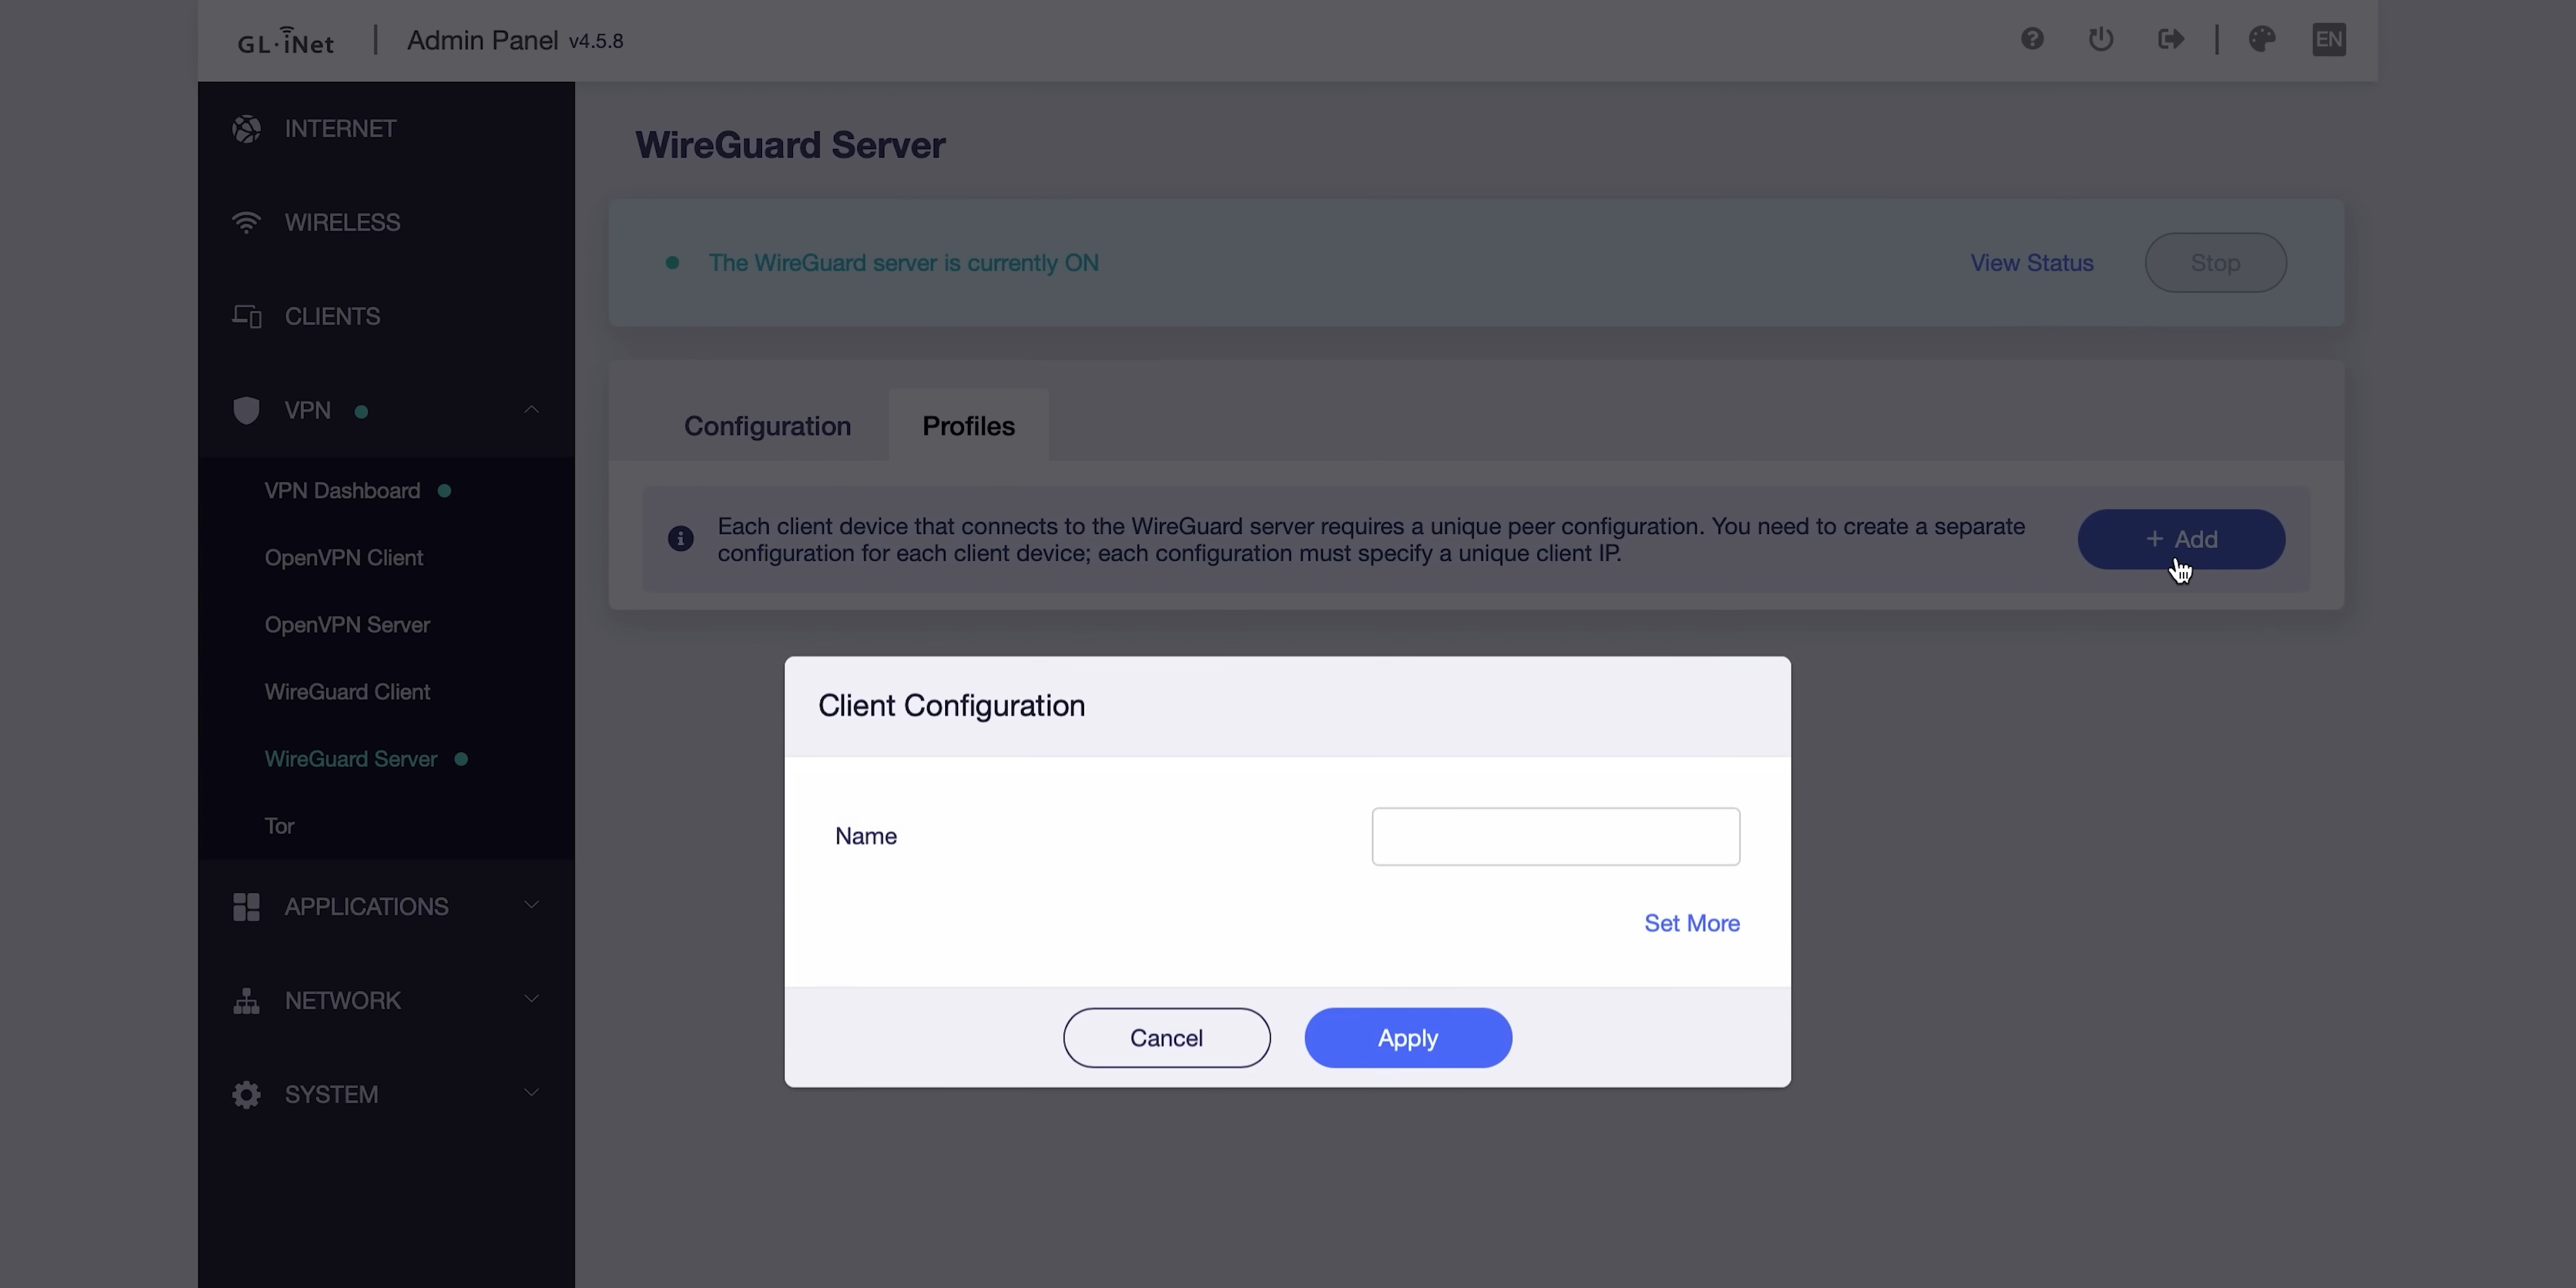 GL·iNet
Admin Panel v4.5.8
EN
INTERNET
WIRELESS
CLIENTS
VPN
VPN Dashboard
OpenVPN Client
OpenVPN Server
WireGuard Client
WireGuard Server
Tor
APPLICATIONS
NETWORK
SYSTEM
WireGuard Server
The WireGuard server is currently ON
View Status
Stop
Configuration
Profiles
Each client device that connects to the WireGuard server requires a unique peer configuration. You need to create a separate
configuration for each client device; each configuration must specify a unique client IP.
+ Add
Client Configuration
Name
Set More
Cancel
Apply